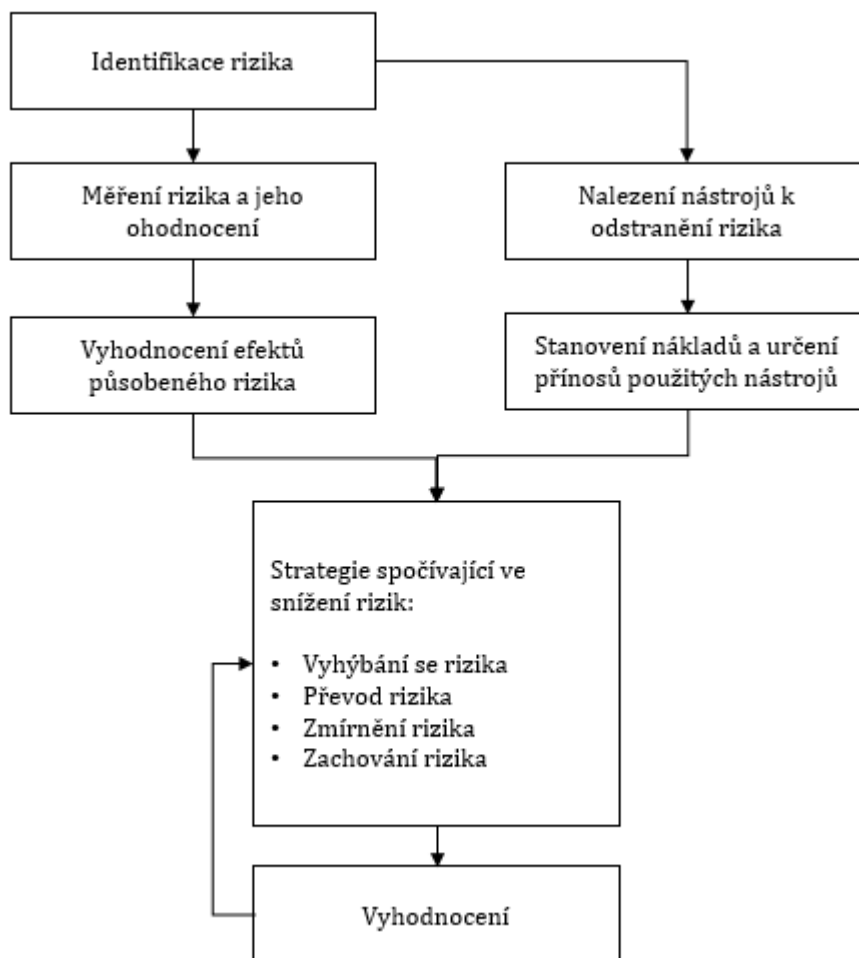 Identifikace rizika
Měření rizika a jeho
ohodnocení
Nalezení nástrojů k
odstranění rizika
Vyhodnocení efektů
působeného rizika
Stanovení nákladů a určení
přínosů použitých nástrojů
Strategie spočívající ve
snížení rizik:
• Vyhýbání se rizika
• Převod rizika
• Zmírnění rizika
• Zachování rizika
Vyhodnocení